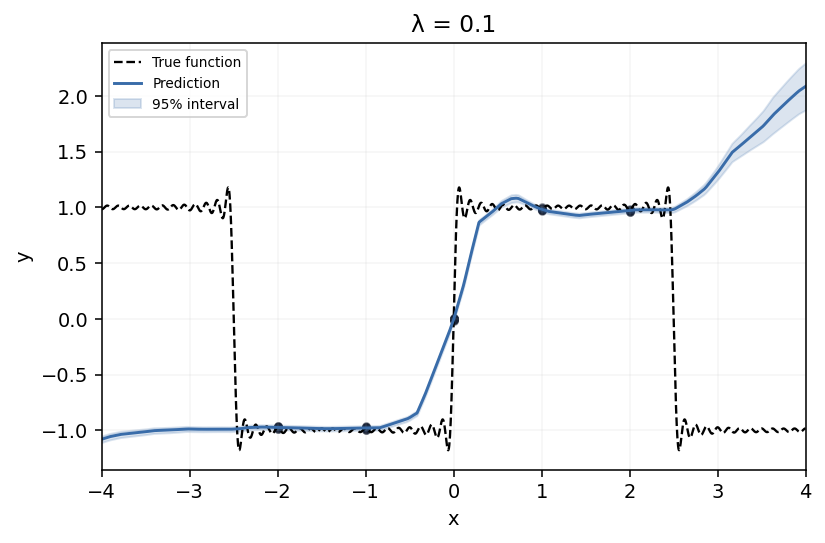 λ = 0.1
True function
Prediction
95% interval
y
2.0
1.5
1.0
0.5
0.0
−0.5
−1.0
−4 −3 −2 −1 0 1 2 3 4
x